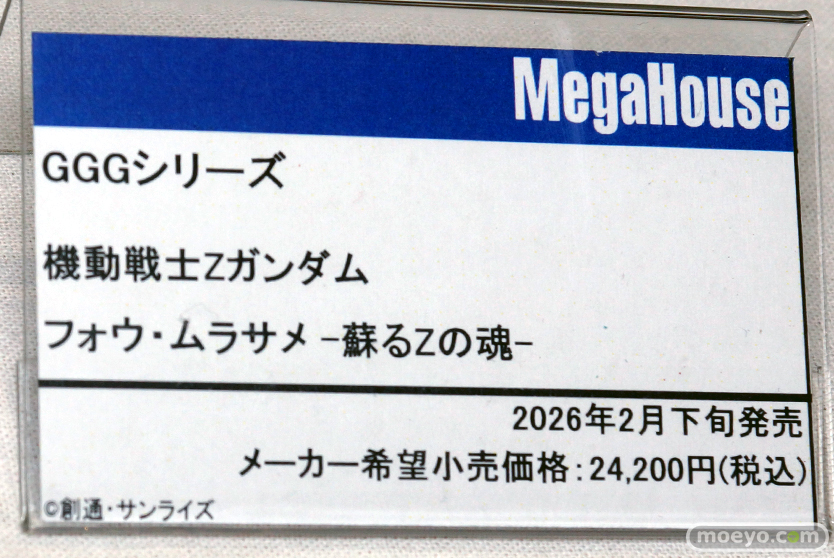 MegaHouse
GGGシリーズ
機動戦士Zガンダム
フォウ・ムラサメ -蘇るZの魂-
2026年2月下旬発売
メーカー希望小売価格:24,200円(税込)
©創通・サンライズ
moeyo.com